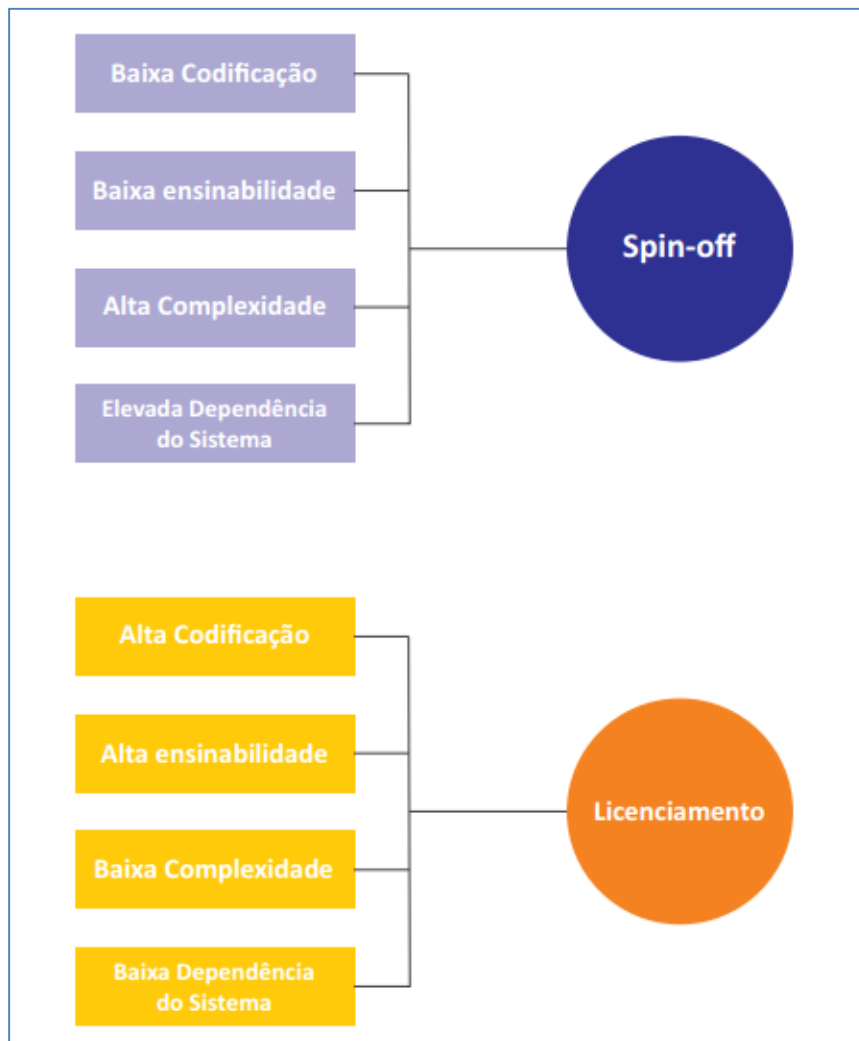 Baixa Codificação
Baixa ensinabilidade
Alta Complexidade
Elevada Dependência
do Sistema
Spin-off
Alta Codificação
Alta ensinabilidade
Baixa Complexidade
Baixa Dependência
do Sistema
Licenciamento